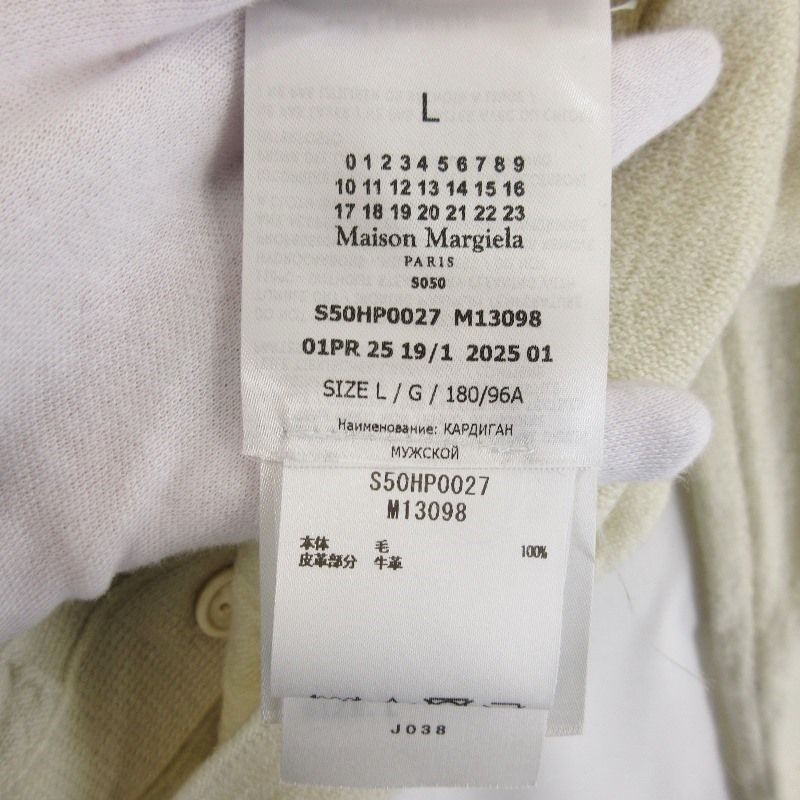 L
0 1 2 3 4 5 6 7 8 9
10 11 12 13 14 15 16
17 18 19 20 21 22 23
Maison Margiela
PARIS
S050
S50HP0027 M13098
01PR 25 19/1 2025 01
SIZE L / G / 180/96A
Наименование: КАРДИГАН
МУЖСКОЙ
S50HP0027
M13098
本体 毛 100%
皮革部分 牛革
J038